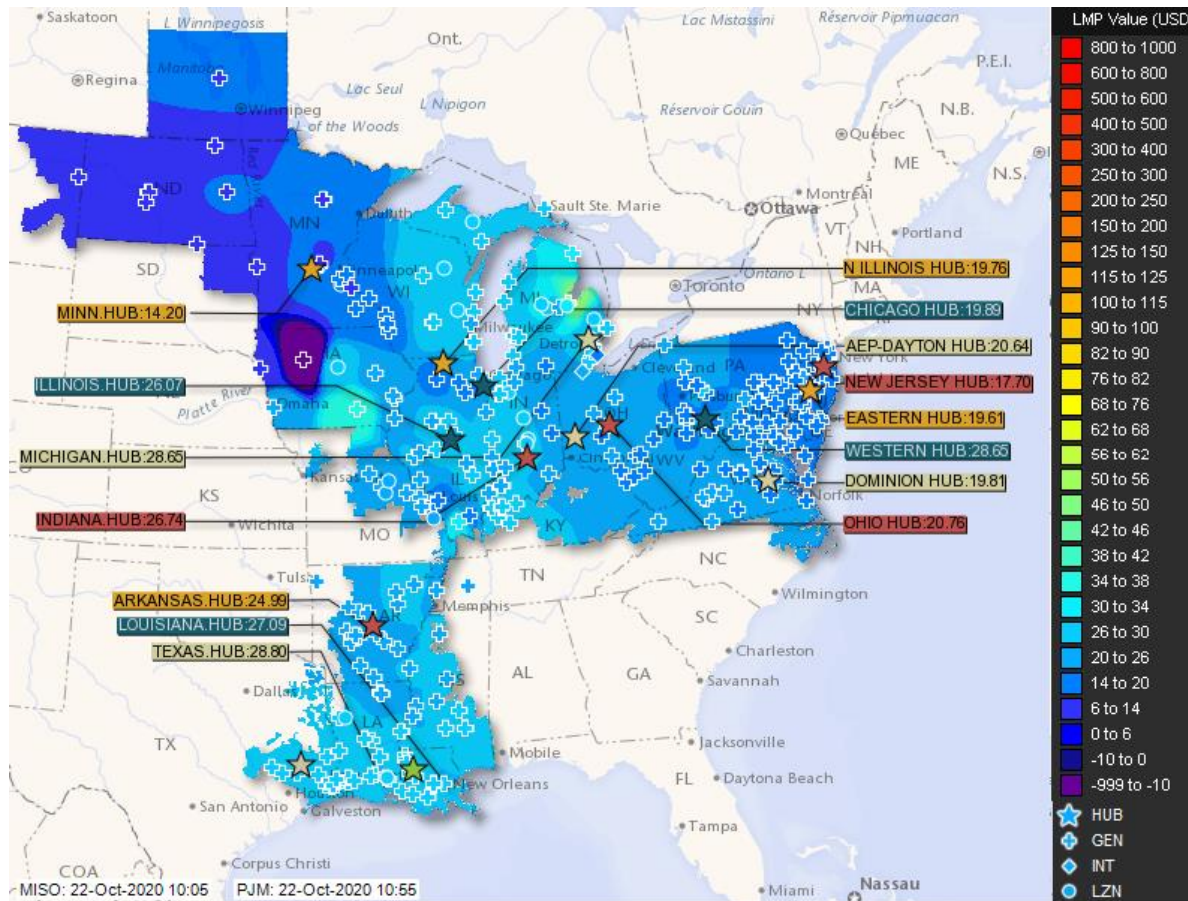 Saskatoon
L Winnipegosis
Ont.
Lac Mistassini
Réservoir Pipmuacan
L Manitoba
Regina
Lac Seul
P.E.I.
L Nipigon
Réservoir Gouin
N.B.
Winnipeg
L of the Woods
Québec
ME
N.S.
Red River
ND
Montréal
MN
Duluth
Sault Ste. Marie
Ottawa
VT
Portland
NH
SD
Lake Ontario
MA
N ILLINOIS HUB:19.76
WI
MI
Toronto
NY
MINN.HUB:14.20
CHICAGO HUB:19.89
Milwaukee
Detroit
AEP-DAYTON HUB:20.64
IA
Cleveland
PA
New York
ILLINOIS.HUB:26.07
NEW JERSEY HUB:17.70
Platte River
Omaha
IN
EASTERN HUB:19.61
WESTERN HUB:28.65
MICHIGAN.HUB:28.65
WV
DOMINION HUB:19.81
Kansas
IL
Norfolk
KS
INDIANA.HUB:26.74
Wichita
MO
KY
OHIO HUB:20.76
NC
TN
Wilmington
ARKANSAS.HUB:24.99
Memphis
AR
SC
LOUISIANA.HUB:27.09
Charleston
TEXAS.HUB:28.80
AL
GA
Savannah
LA
TX
Mobile
Jacksonville
New Orleans
FL
Daytona Beach
San Antonio
Galveston
Tampa
Corpus Christi
COA
Miami
Nassau
MISO: 22-Oct-2020 10:05
PJM: 22-Oct-2020 10:55
LMP Value (USD
800 to 1000
600 to 800
500 to 600
400 to 500
300 to 400
250 to 300
200 to 250
150 to 200
125 to 150
115 to 125
100 to 115
90 to 100
82 to 90
76 to 82
68 to 76
62 to 68
56 to 62
50 to 56
46 to 50
42 to 46
38 to 42
34 to 38
30 to 34
26 to 30
20 to 26
14 to 20
6 to 14
0 to 6
-10 to 0
-999 to -10
HUB
GEN
INT
LZN